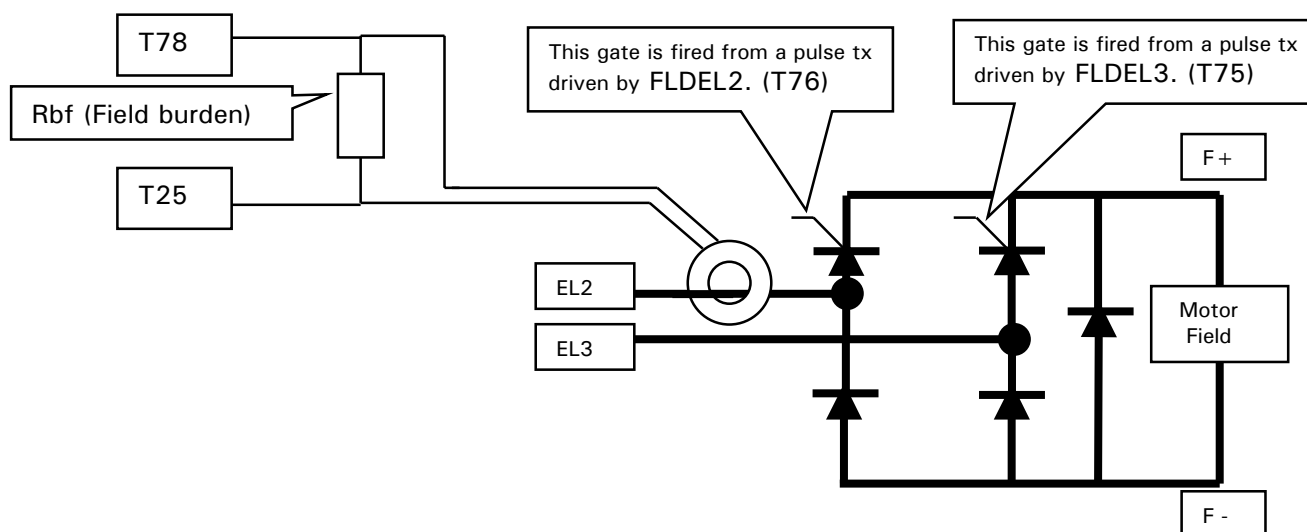 T78
This gate is fired from a pulse tx
driven by FLDEL2. (T76)
This gate is fired from a pulse tx
driven by FLDEL3. (T75)
Rbf (Field burden)
T25
F+
EL2
EL3
Motor
Field
F -